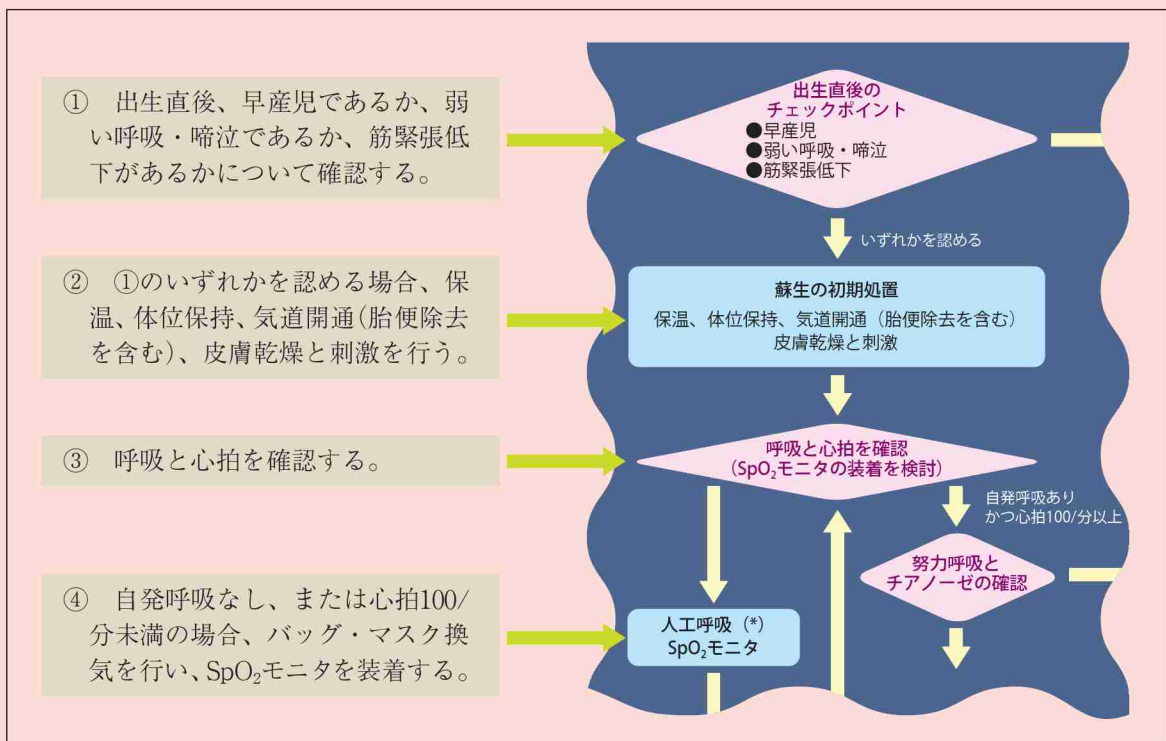 ① 出生直後、早産児であるか、弱
い呼吸・啼泣であるか、筋緊張低
下があるかについて確認する。
② ①のいずれかを認める場合、保
温、体位保持、気道開通(胎便除去
を含む)、皮膚乾燥と刺激を行う。
③ 呼吸と心拍を確認する。
④ 自発呼吸なし、または心拍100/
分未満の場合、バッグ・マスク換
気を行い、SpO₂モニタを装着する。
出生直後の
チェックポイント
●早産児
●弱い呼吸・啼泣
●筋緊張低下
いずれかを認める
蘇生の初期処置
保温、体位保持、気道開通（胎便除去を含む）
皮膚乾燥と刺激
呼吸と心拍を確認
（SpO₂モニタの装着を検討）
自発呼吸あり
かつ心拍100/分以上
努力呼吸と
チアノーゼの確認
人工呼吸（*）
SpO₂モニタ